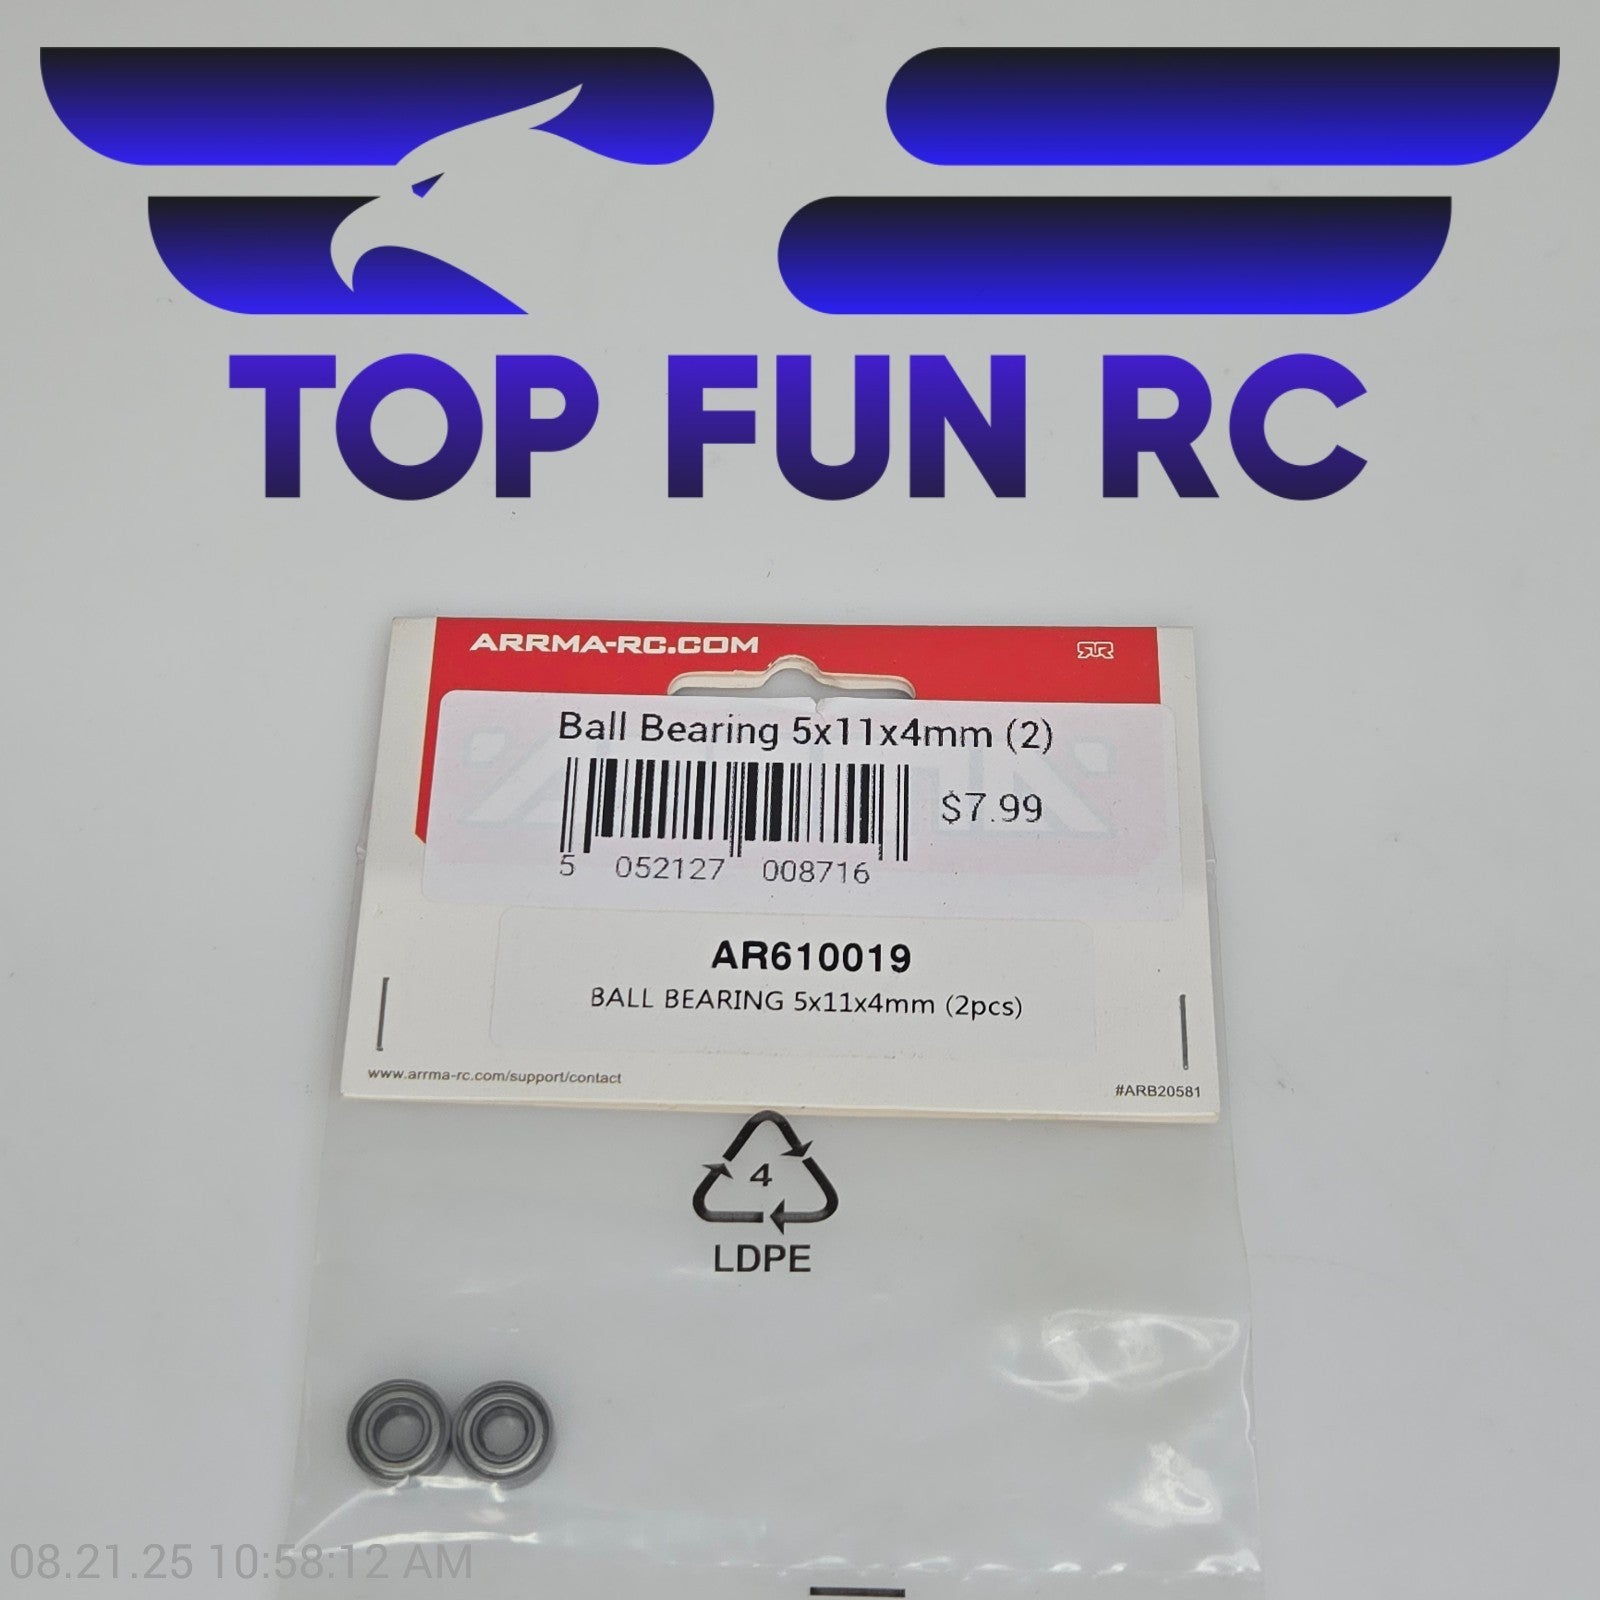 TOP FUN RC
ARRMA-RC.COM
Ball Bearing 5x11x4mm (2)
$7.99
5 052127 008716
AR610019
BALL BEARING 5x11x4mm (2pcs)
www.arrma-rc.com/support/contact
#ARB20581
4
LDPE
08.21.25 10:58:12 AM